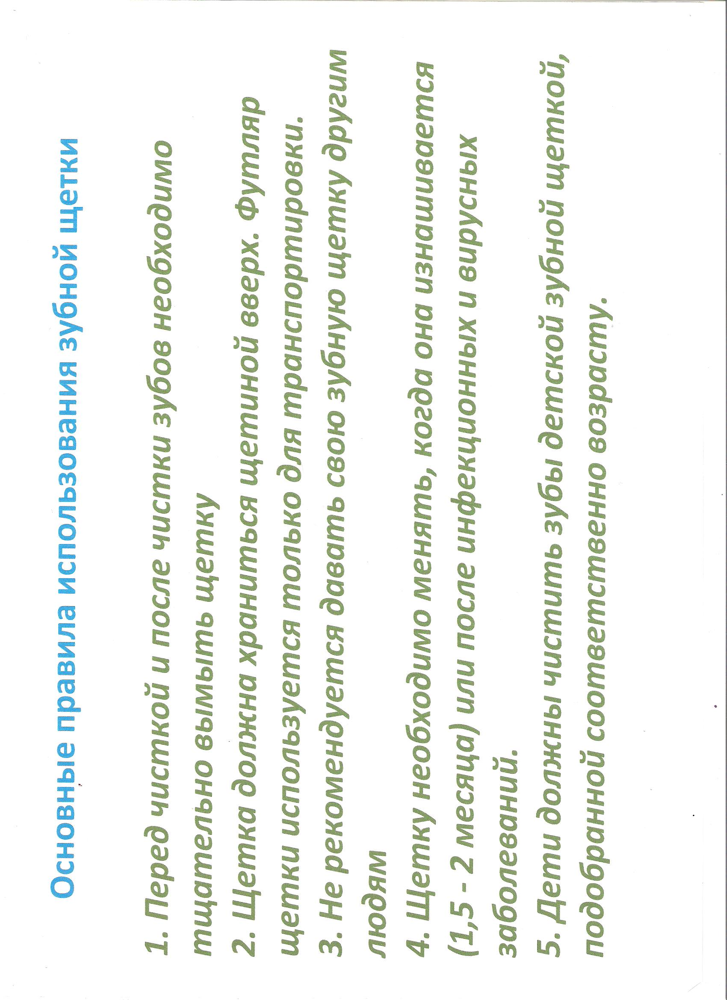 Основные правила использования зубной щетки
1. Перед чисткой и после чистки зубов необходимо
тщательно вымыть щетку
2. Щетка должна храниться щетиной вверх. Футляр
щетки используется только для транспортировки.
3. Не рекомендуется давать свою зубную щетку другим
людям
4. Щетку необходимо менять, когда она изнашивается
(1,5 - 2 месяца) или после инфекционных и вирусных
заболеваний.
5. Дети должны чистить зубы детской зубной щеткой,
подобранной соответственно возрасту.